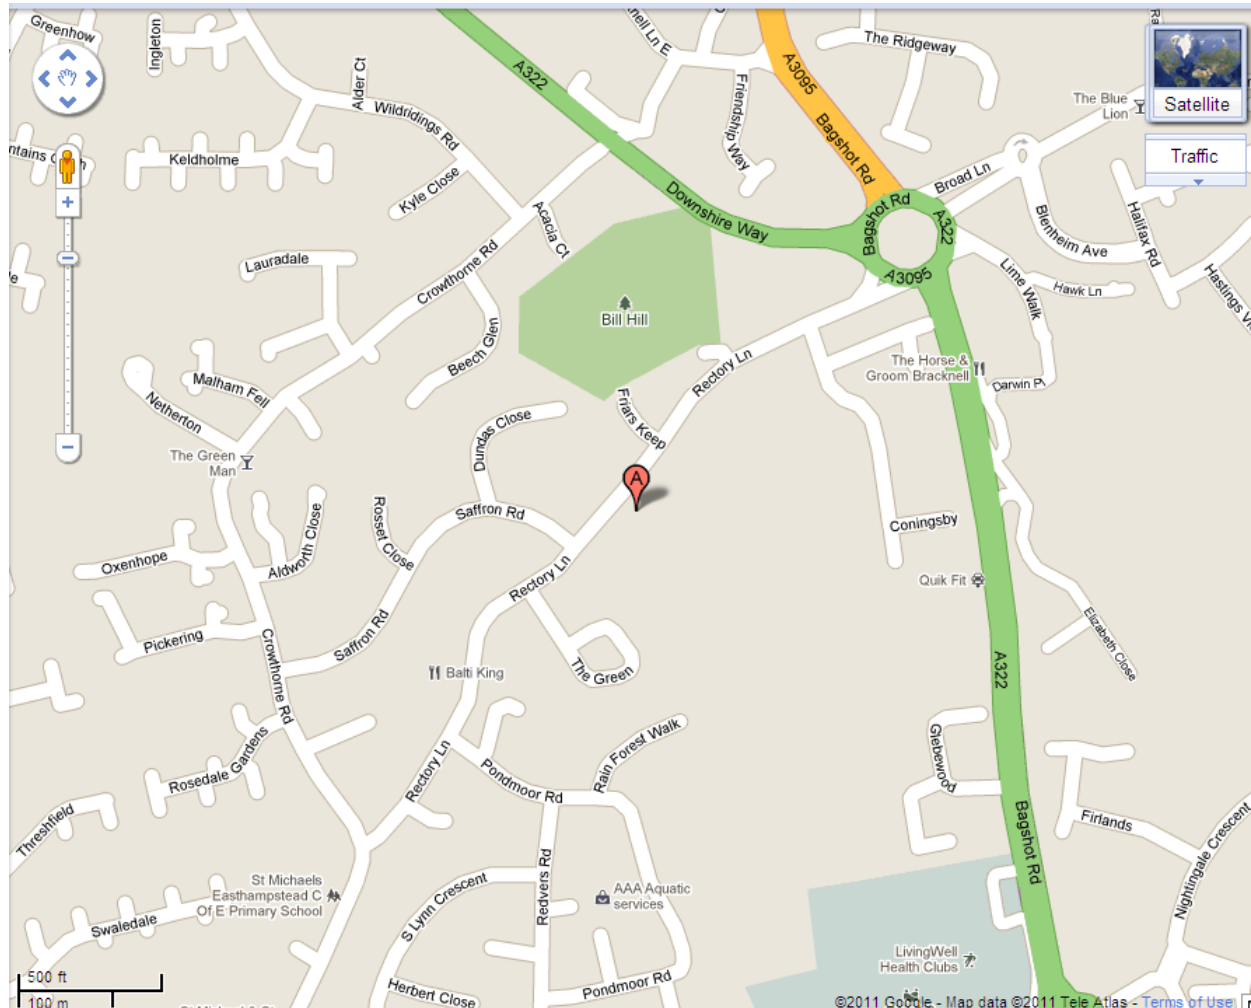 Greenhow
Ingleton
Alder Ct
Wildridings Rd
A322
A3095
Bagshot Rd
The Ridgeway
Friendship Way
The Blue
Lion
Satellite
Traffic
Keldholme
Kyle Close
Acacia Ct
Downshire Way
Bagshot Rd
A322
A3095
Broad Ln
Blenheim Ave
Halifax Rd
Lime Walk
Hawk Ln
Lauradale
Crowthorne Rd
Beech Glen
Bill Hill
Rectory Ln
The Horse &
Groom Bracknell
Darwin Pl
Malham Fell
Netherton
The Green
Man
Dundas Close
Friars Keep
A
Saffron Rd
Rosset Close
Aldworth Close
Oxenhope
Rectory Ln
Coningsby
Quik Fit
Pickering
Saffron Rd
Crowthorne Rd
Balti King
The Green
Elizabeth Close
A322
Rosedale Gardens
Rectory Ln
Pondmoor Rd
Rain Forest Walk
Glebewood
Bagshot Rd
Firlands
Nightingale Crescent
Threshfield
St Michaels
Easthampstead C
Of E Primary School
Swaledale
S Lynn Crescent
Redvers Rd
AAA Aquatic
services
LivingWell
Health Clubs
Herbert Close
Pondmoor Rd
500 ft
100 m
©2011 Google - Map data ©2011 Tele Atlas - Terms of Use